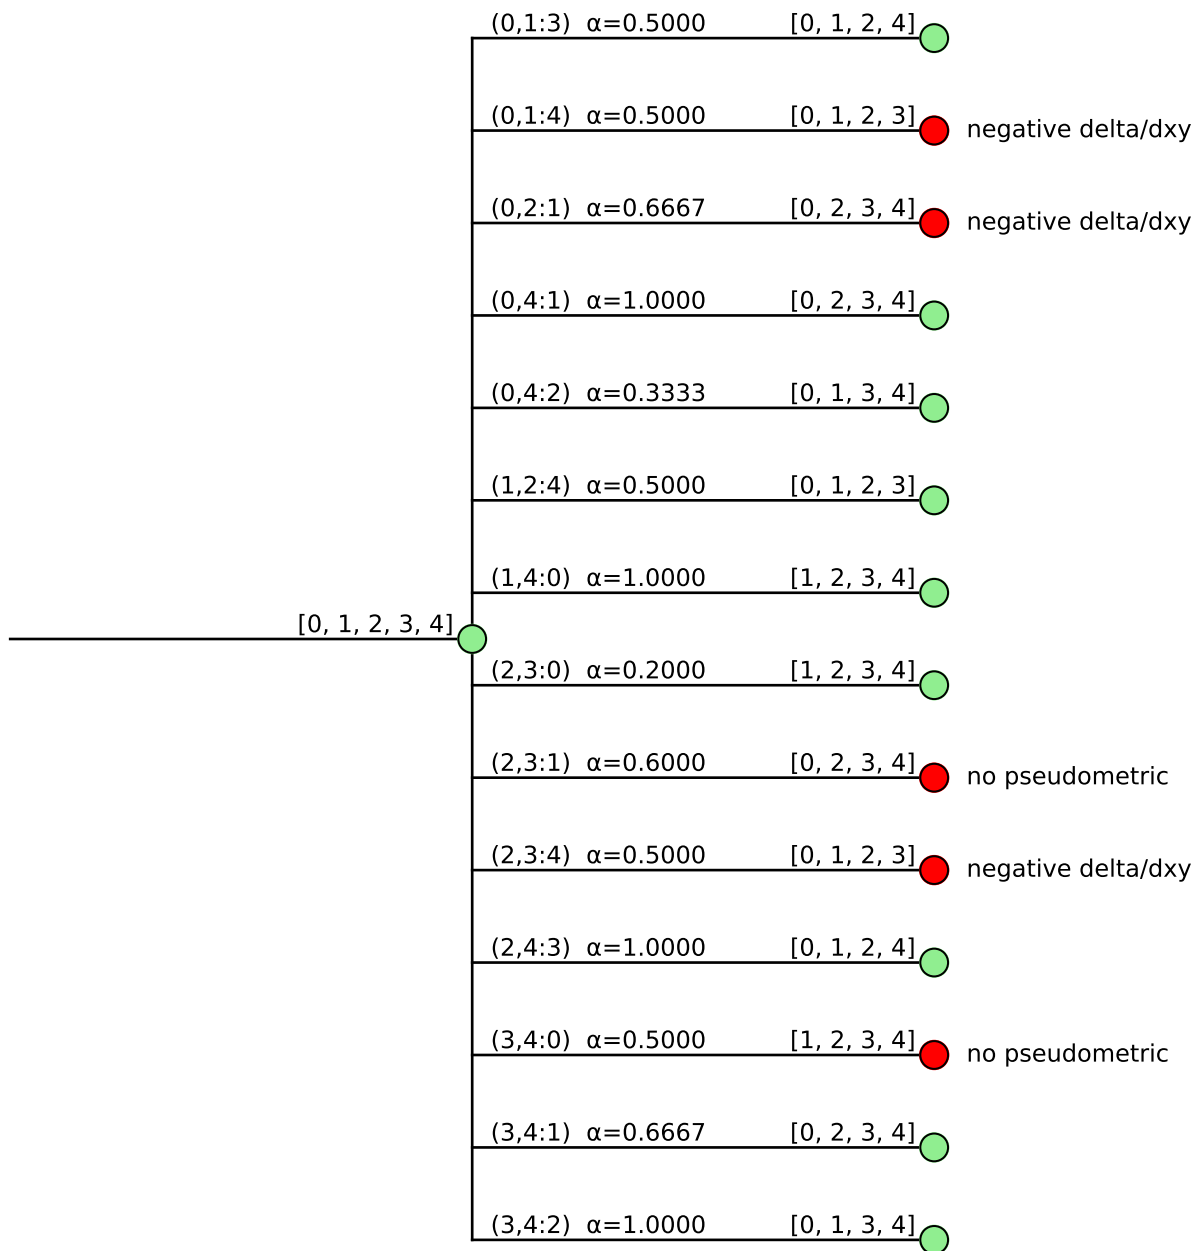 (0,1:3) α=0.5000 [0, 1, 2, 4]
(0,1:4) α=0.5000 [0, 1, 2, 3] negative delta/dxy
(0,2:1) α=0.6667 [0, 2, 3, 4] negative delta/dxy
(0,4:1) α=1.0000 [0, 2, 3, 4]
(0,4:2) α=0.3333 [0, 1, 3, 4]
(1,2:4) α=0.5000 [0, 1, 2, 3]
(1,4:0) α=1.0000 [1, 2, 3, 4]
[0, 1, 2, 3, 4]
(2,3:0) α=0.2000 [1, 2, 3, 4]
(2,3:1) α=0.6000 [0, 2, 3, 4] no pseudometric
(2,3:4) α=0.5000 [0, 1, 2, 3] negative delta/dxy
(2,4:3) α=1.0000 [0, 1, 2, 4]
(3,4:0) α=0.5000 [1, 2, 3, 4] no pseudometric
(3,4:1) α=0.6667 [0, 2, 3, 4]
(3,4:2) α=1.0000 [0, 1, 3, 4]